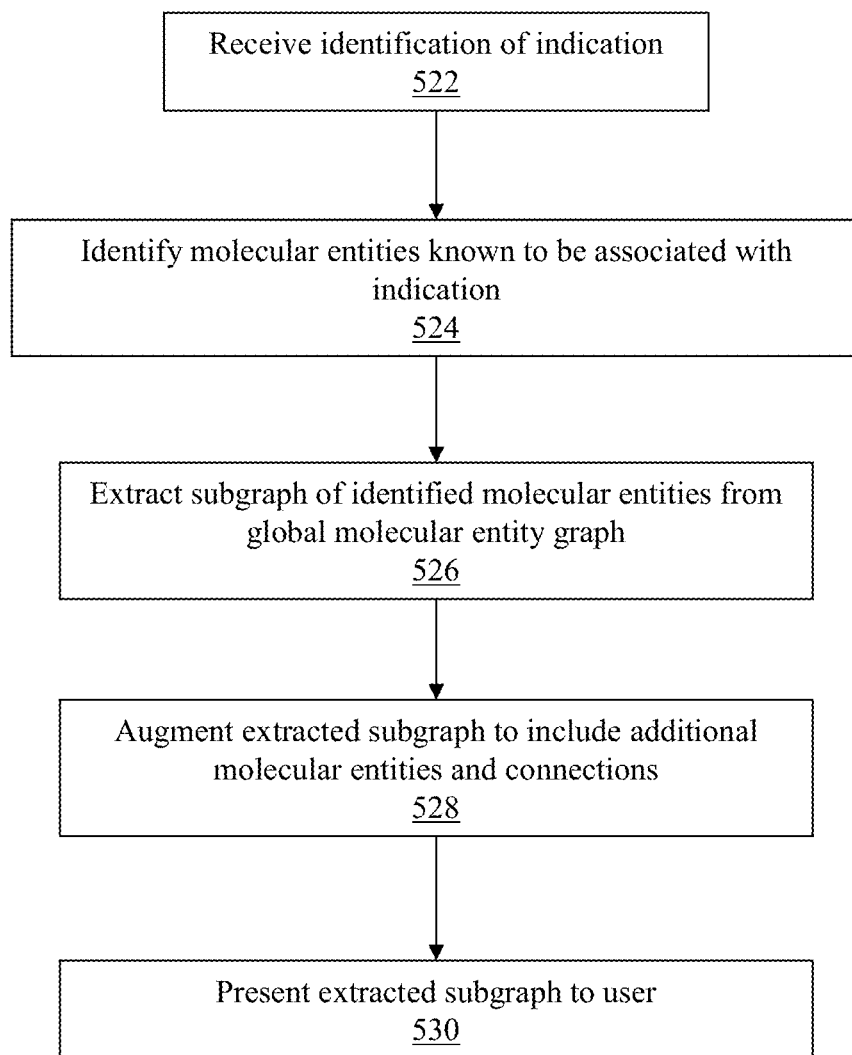 Receive identification of indication
522
Identify molecular entities known to be associated with
indication
524
Extract subgraph of identified molecular entities from
global molecular entity graph
526
Augment extracted subgraph to include additional
molecular entities and connections
528
Present extracted subgraph to user
530